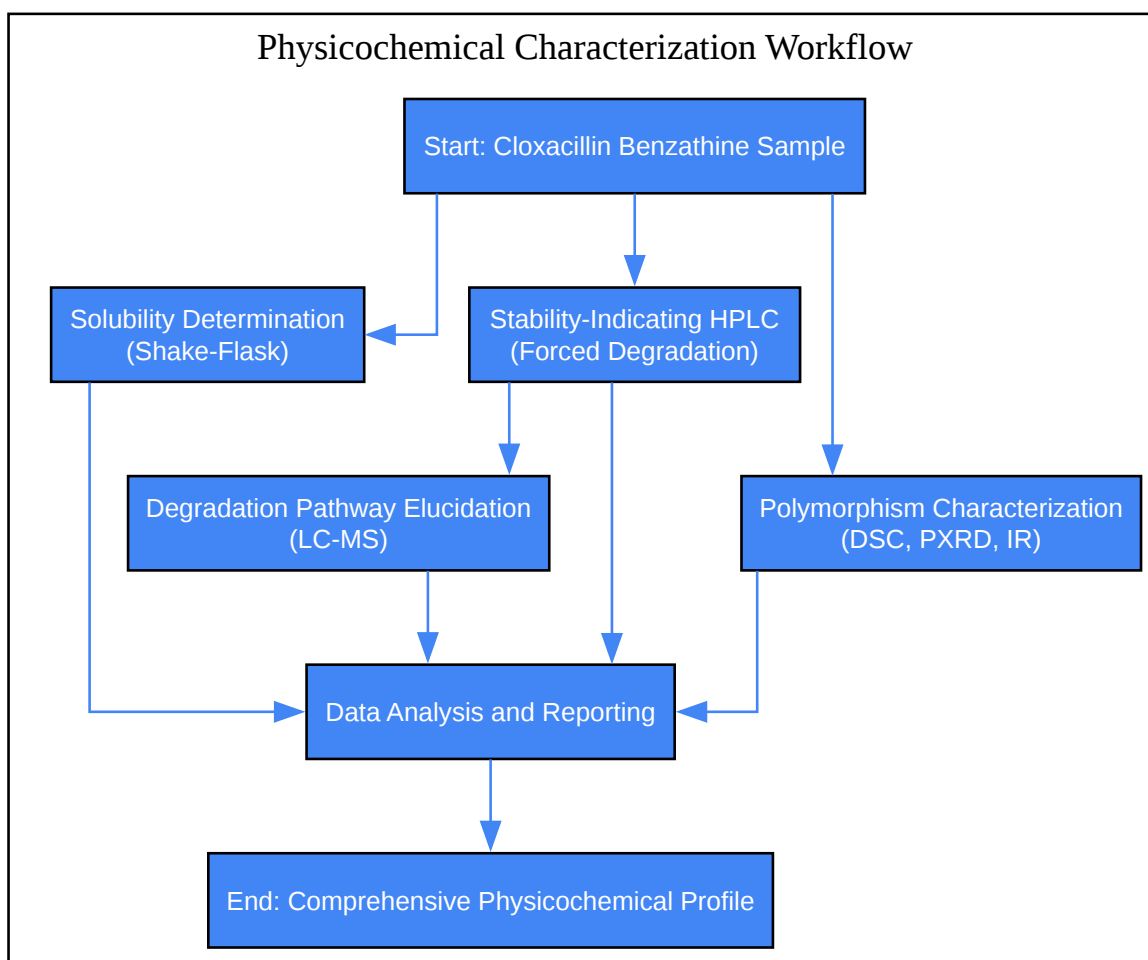 Physicochemical Characterization Workflow
Start: Cloxacillin Benzathine Sample
Solubility Determination
(Shake-Flask)
Stability-Indicating HPLC
(Forced Degradation)
Degradation Pathway Elucidation
(LC-MS)
Polymorphism Characterization
(DSC, PXRD, IR)
Data Analysis and Reporting
End: Comprehensive Physicochemical Profile